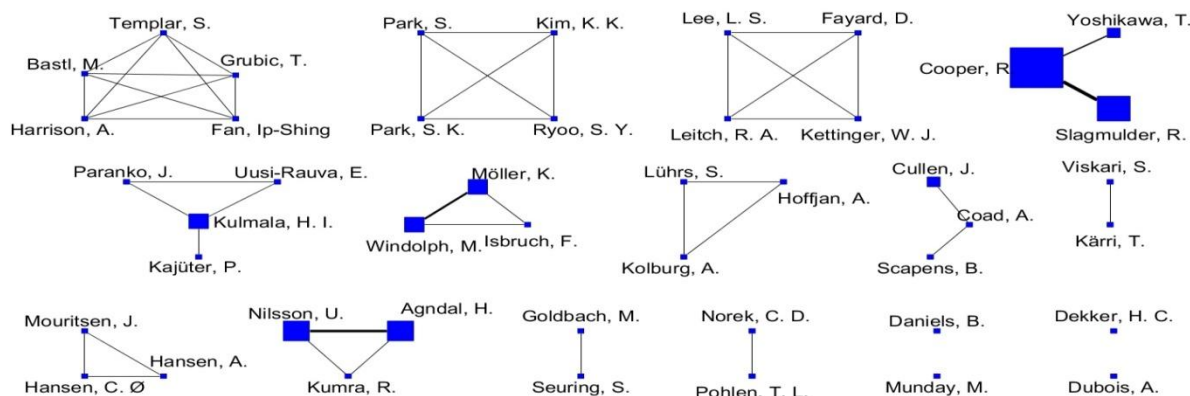 Templar, S.
Bastl, M.
Grubic, T.
Harrison, A.
Fan, Ip-Shing
Park, S.
Kim, K. K.
Park, S. K.
Ryoo, S. Y.
Lee, L. S.
Fayard, D.
Leitch, R. A.
Kettinger, W. J.
Yoshikawa, T.
Cooper, R
Slagmulder, R.
Paranko, J.
Uusi-Rauva, E.
Kulmala, H. I.
Kajüter, P.
Möller, K.
Windolph, M.
Isbruch, F.
Lührs, S.
Hoffjan, A.
Kolburg, A.
Cullen, J.
Coad, A.
Scapens, B.
Viskari, S.
Kärri, T.
Mouritsen, J.
Hansen, A.
Hansen, C. Ø
Nilsson, U.
Agndal, H.
Kumra, R.
Goldbach, M.
Seuring, S.
Norek, C. D.
Pohlen, T. L.
Daniels, B.
Munday, M.
Dekker, H. C.
Dubois, A.